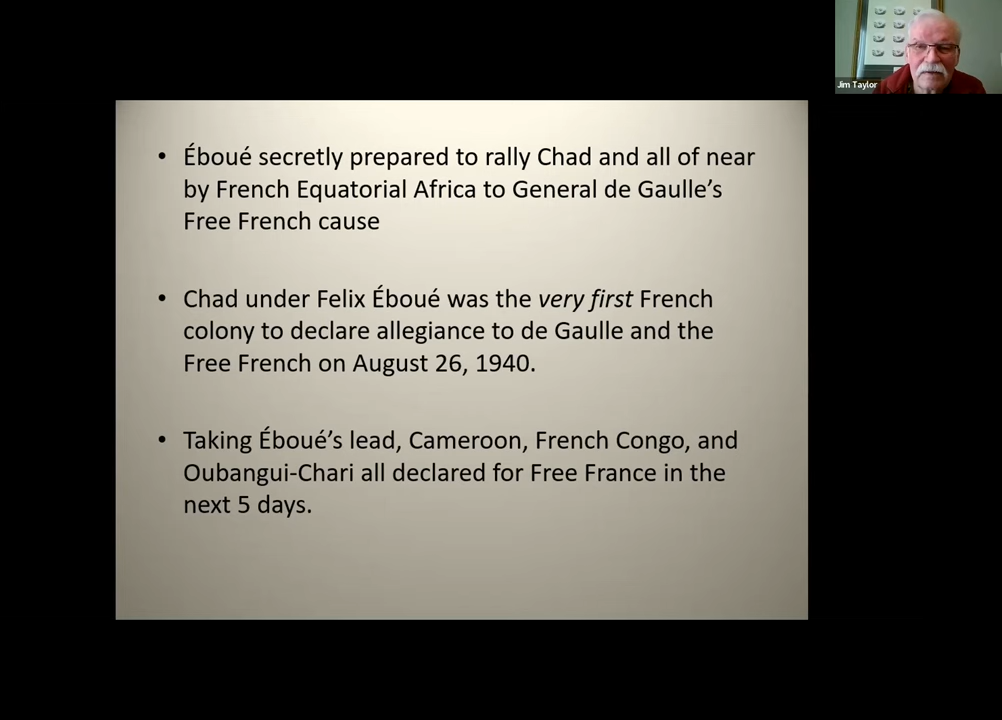 Jim Taylor
• Éboué secretly prepared to rally Chad and all of near
by French Equatorial Africa to General de Gaulle’s
Free French cause
• Chad under Felix Éboué was the very first French
colony to declare allegiance to de Gaulle and the
Free French on August 26, 1940.
• Taking Éboué’s lead, Cameroon, French Congo, and
Oubangui-Chari all declared for Free France in the
next 5 days.